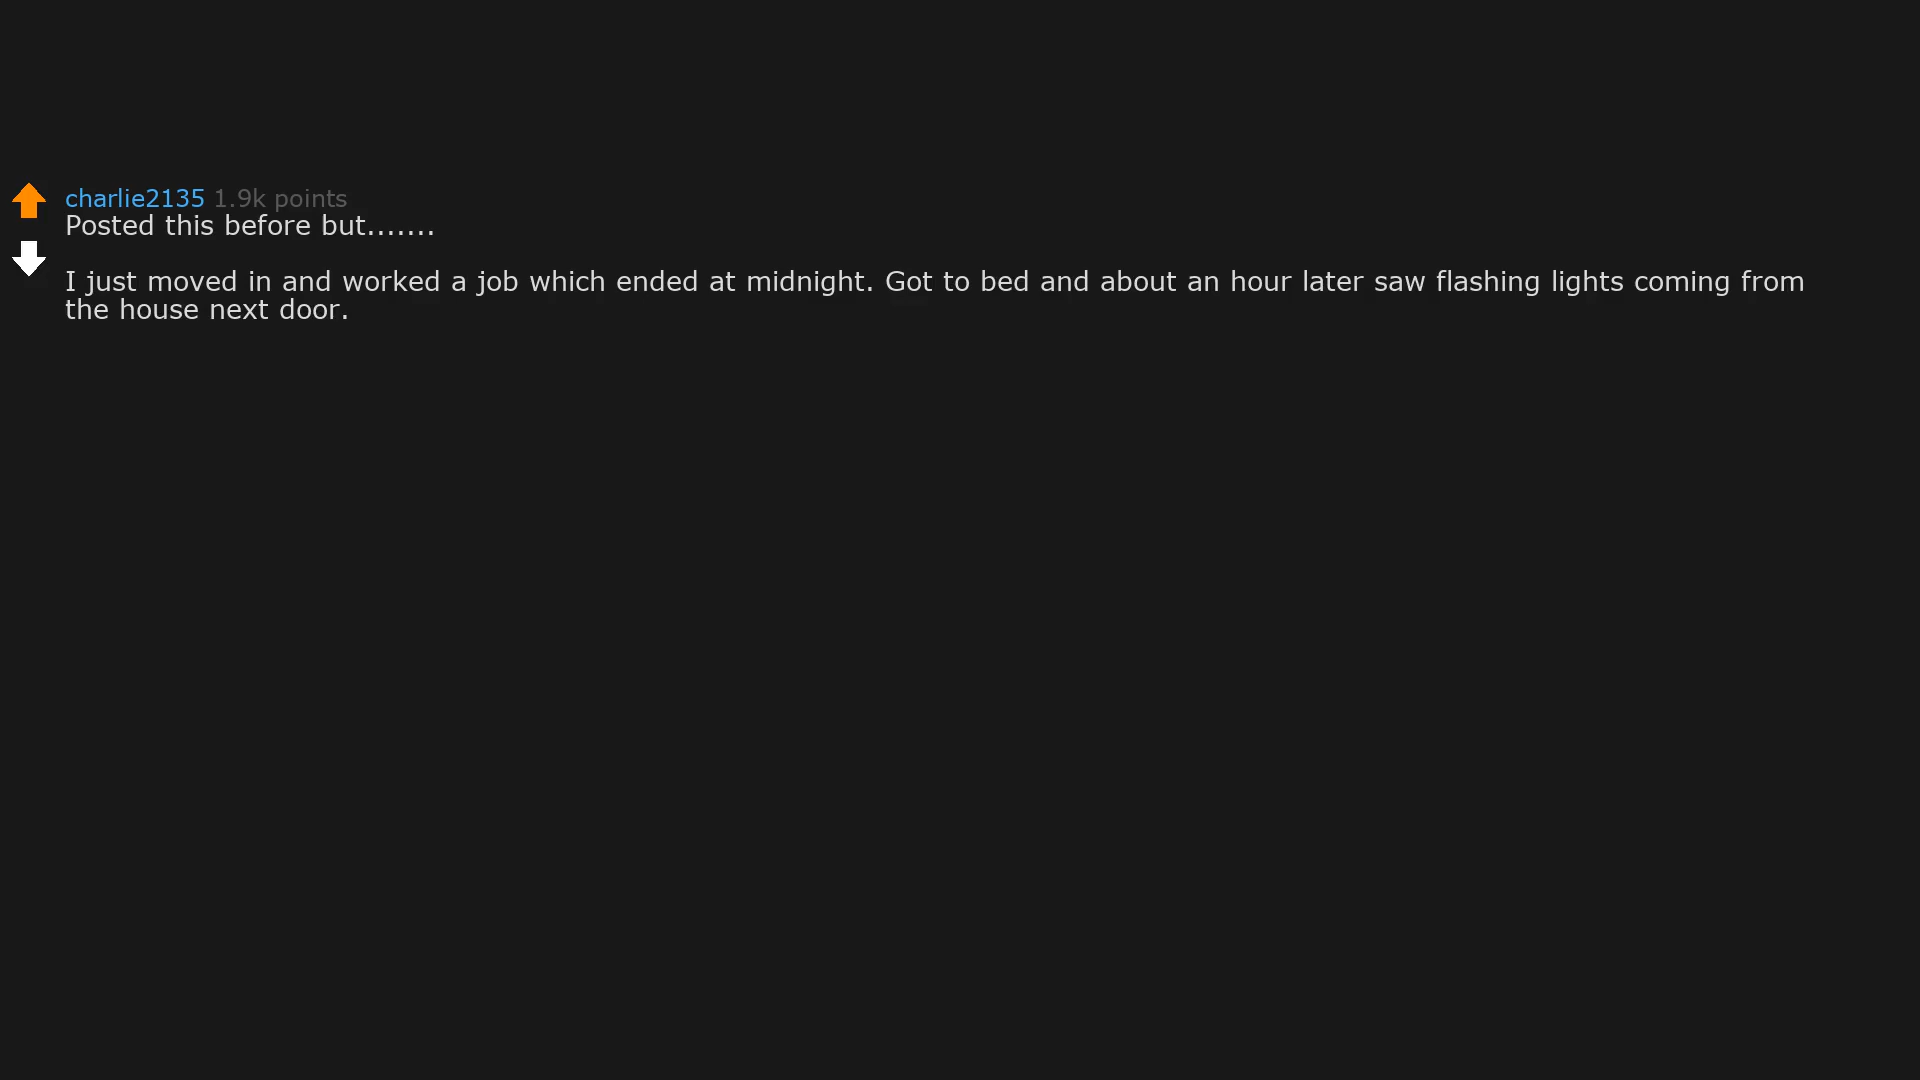 charlie2135 1.9k points
Posted this before but.......
I just moved in and worked a job which ended at midnight. Got to bed and about an hour later saw flashing lights coming from
the house next door.